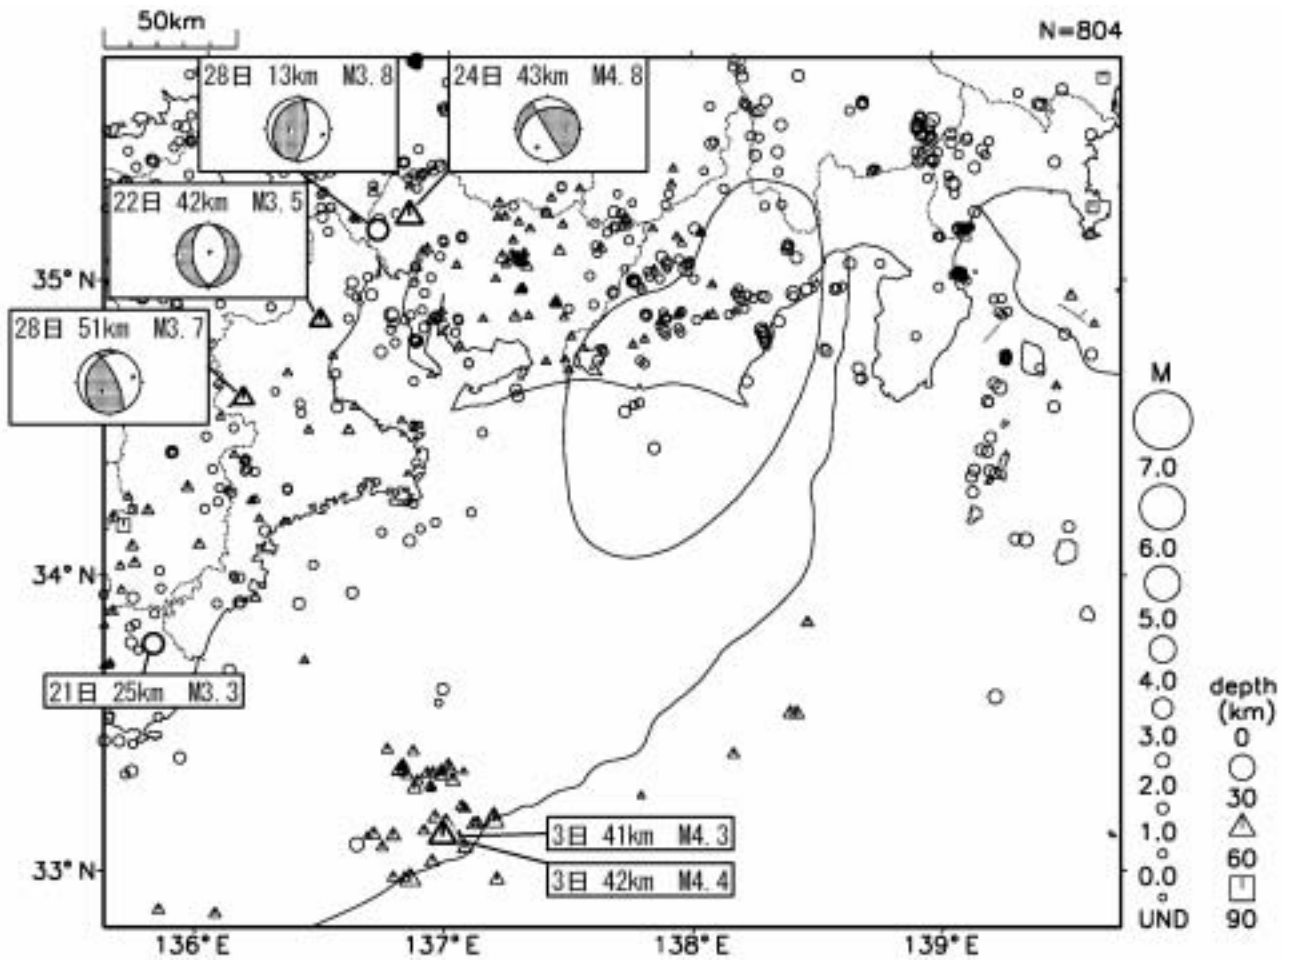 50km
N=804
28日 13km M3.8
24日 43km M4.8
22日 42km M3.5
28日 51km M3.7
21日 25km M3.3
3日 41km M4.3
3日 42km M4.4
35°N
34°N
33°N
136°E
137°E
138°E
139°E
M
7.0
6.0
5.0
4.0
3.0
2.0
1.0
0.0
UND
depth
(km)
0
30
60
90